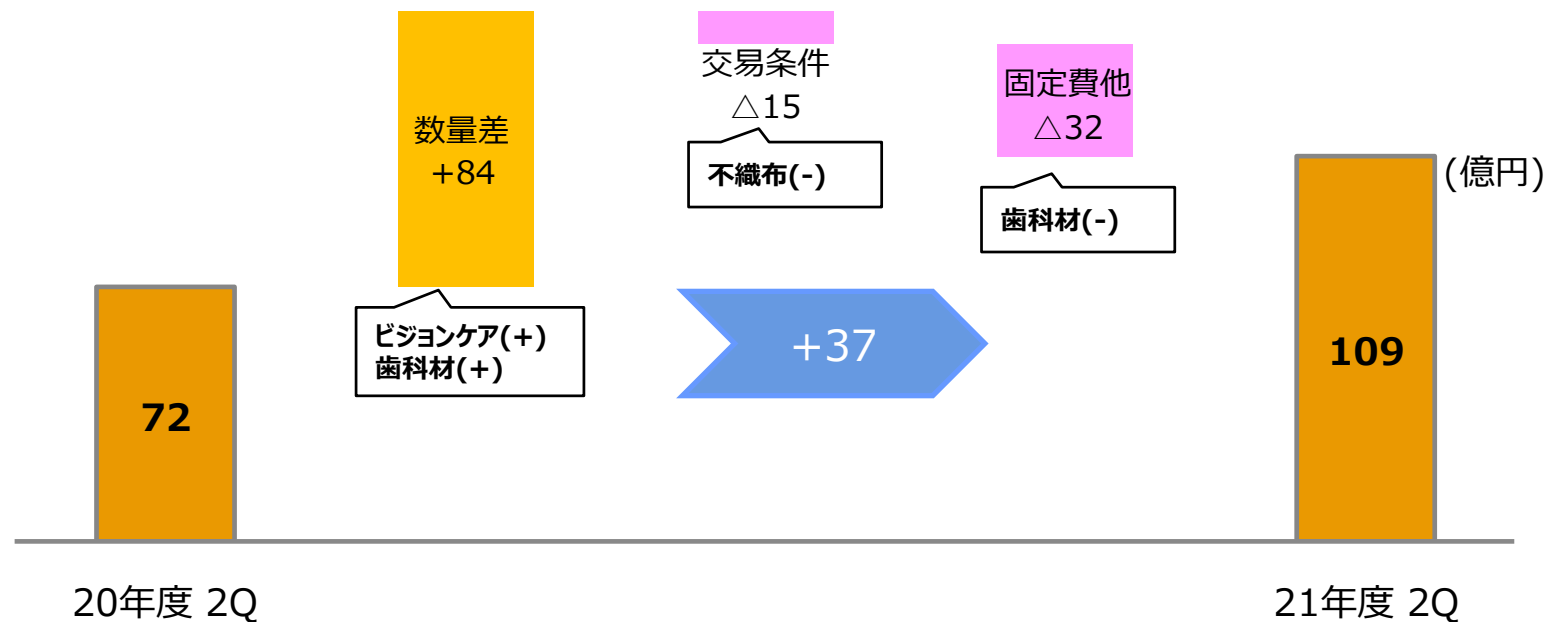 数量差
+84
交易条件
△15
固定費他
△32
(億円)
不織布(-)
歯科材(-)
ビジョンケア(+)
歯科材(+)
+37
72
109
20年度 2Q
21年度 2Q